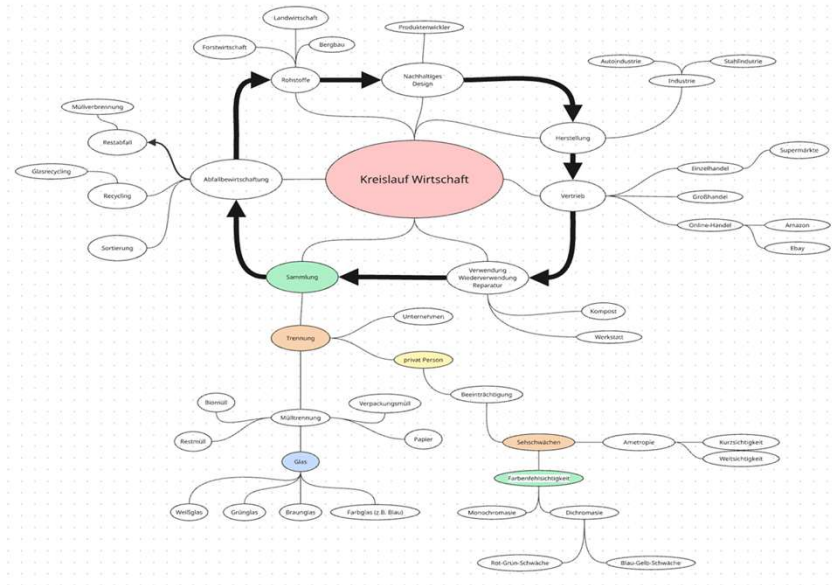 Landwirtschaft
Produktenwickler
Forstwirtschaft
Bergbau
Autoindustrie
Stahlindutrie
Rohstoffe
Nachhaltiges
Design
Industrie
Müllverbrennung
Restabfall
Herstellung
Supermärkte
Glasrecycling
Abfallbewirtschaftung
Kreislauf Wirtschaft
Einzelhandel
Recycling
Vertrieb
Großhandel
Online-Handel
Amazon
Sortierung
Ebay
Sammlung
Verwendung
Wiederverwendung
Reparatur
Kompost
Unternehmen
Trennung
Werkstatt
privat Person
Beeinträchtigung
Biomüll
Verpackungsmüll
Mülltrennung
Restmüll
Papier
Sehschwächen
Ametropie
Kurzsichtigkeit
Weitsichtigkeit
Glas
Farbenfehlsichtigkeit
Weißglas
Grünglas
Braunglas
Farbglas (z.B. Blau)
Monochromasie
Dichromasie
Rot-Grün-Schwäche
Blau-Gelb-Schwäche